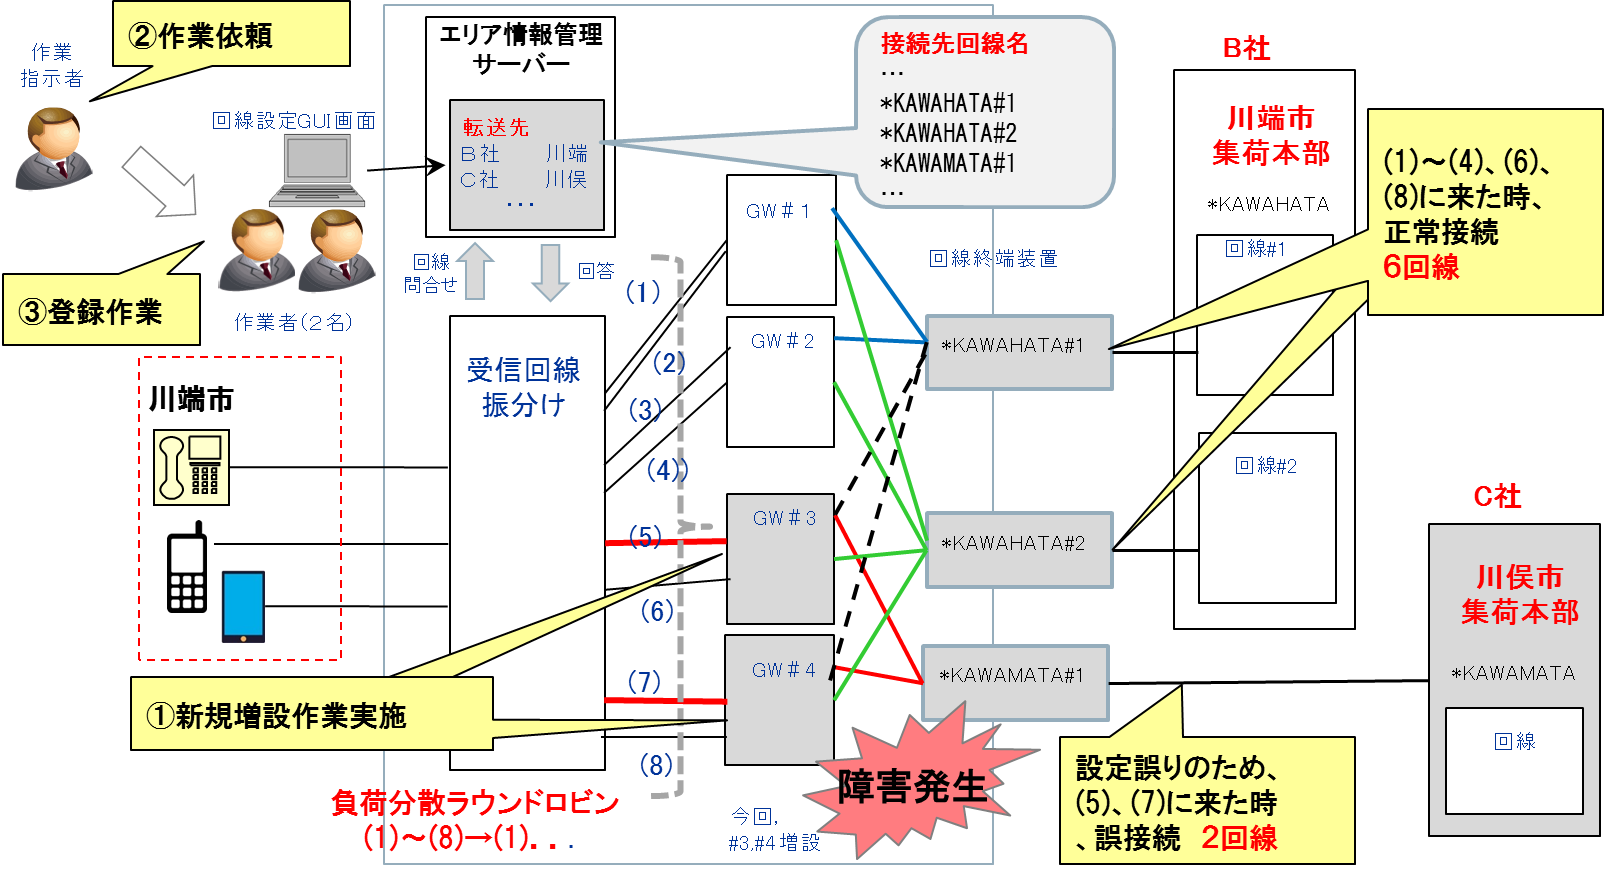 ②作業依頼
作業
指示者
回線設定GUI画面
③登録作業
作業者(2名)
エリア情報管理
サーバー
転送先
B社　川端
C社　川俣
...
接続先回線名
...
*KAWAHATA#1
*KAWAHATA#2
*KAWAMATA#1
...
回線
問合せ
回答
受信回線
振分け
川端市
(1)
(2)
(3)
(4))
(5)
(6)
(7)
(8)
GW＃1
GW＃2
GW＃3
GW＃4
①新規増設作業実施
負荷分散ラウンドロビン
(1)～(8)→(1)．．．
今回，
#3,#4増設
障害発生
回線終端装置
*KAWAHATA#1
*KAWAHATA#2
*KAWAMATA#1
B社
川端市
集荷本部
*KAWAHATA
回線#1
回線#2
(1)～(4)、(6)、
(8)に来た時、
正常接続
6回線
C社
川俣市
集荷本部
*KAWAMATA
回線
設定誤りのため、
(5)、(7)に来た時
、誤接続　2回線